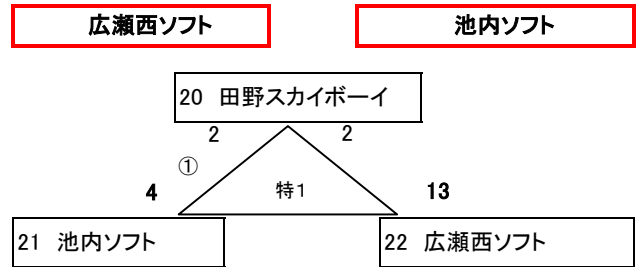 広瀬西ソフト 池内ソフト
20 田野スカイボーイ
2 2
①
4 特1 13
21 池内ソフト 22 広瀬西ソフト